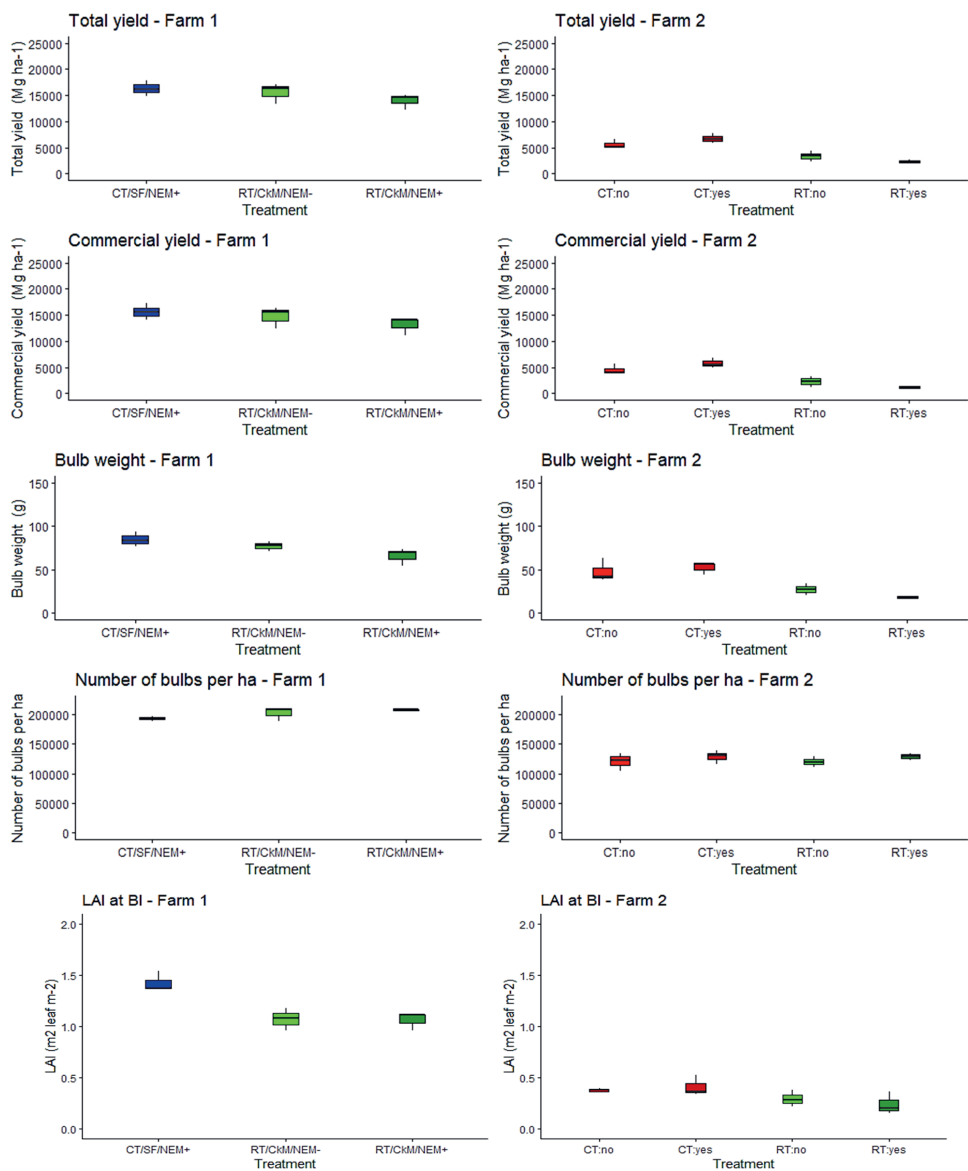 Total yield - Farm 1
Total yield (Mg ha-1)
25000
20000
15000
10000
5000
0
CT/SF/NEM+ RT/CkM/NEM- RT/CkM/NEM+
Treatment
Total yield - Farm 2
Total yield (Mg ha-1)
25000
20000
15000
10000
5000
0
CT:no CT:yes RT:no RT:yes
Treatment
Commercial yield - Farm 1
Commercial yield (Mg ha-1)
25000
20000
15000
10000
5000
0
CT/SF/NEM+ RT/CkM/NEM- RT/CkM/NEM+
Treatment
Commercial yield - Farm 2
Commercial yield (Mg ha-1)
25000
20000
15000
10000
5000
0
CT:no CT:yes RT:no RT:yes
Treatment
Bulb weight - Farm 1
Bulb weight (g)
150
100
50
0
CT/SF/NEM+ RT/CkM/NEM- RT/CkM/NEM+
Treatment
Bulb weight - Farm 2
Bulb weight (g)
150
100
50
0
CT:no CT:yes RT:no RT:yes
Treatment
Number of bulbs per ha - Farm 1
Number of bulbs per ha
200000
150000
100000
50000
0
CT/SF/NEM+ RT/CkM/NEM- RT/CkM/NEM+
Treatment
Number of bulbs per ha - Farm 2
Number of bulbs per ha
200000
150000
100000
50000
0
CT:no CT:yes RT:no RT:yes
Treatment
LAI at BI - Farm 1
LAI (m2 leaf m-2)
2.0
1.5
1.0
0.5
0.0
CT/SF/NEM+ RT/CkM/NEM- RT/CkM/NEM+
Treatment
LAI at BI - Farm 2
LAI (m2 leaf m-2)
2.0
1.5
1.0
0.5
0.0
CT:no CT:yes RT:no RT:yes
Treatment